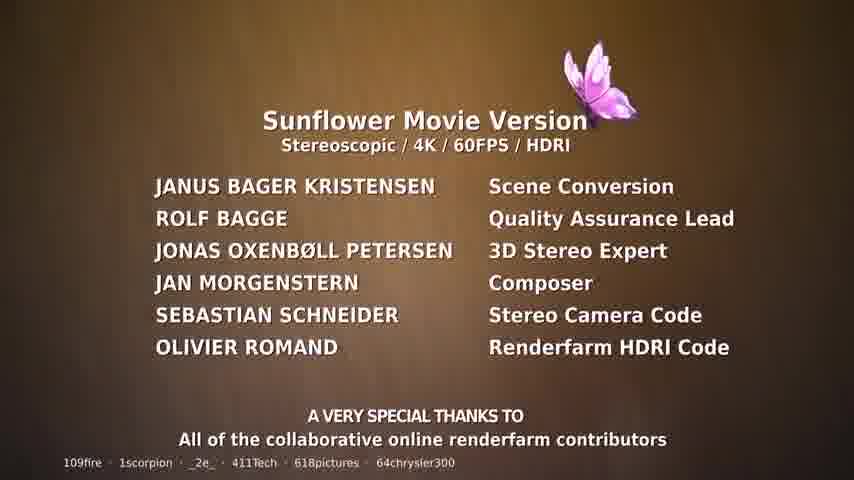 Sunflower Movie Version
Stereoscopic / 4K / 60FPS / HDRI
JANUS BAGER KRISTENSEN Scene Conversion
ROLF BAGGE Quality Assurance Lead
JONAS OXENBØLL PETERSEN 3D Stereo Expert
JAN MORGENSTERN Composer
SEBASTIAN SCHNEIDER Stereo Camera Code
OLIVIER ROMAND Renderfarm HDRI Code
A VERY SPECIAL THANKS TO
All of the collaborative online renderfarm contributors
109fire · 1scorpion · _2e_ · 411Tech · 618pictures · 64chrysler300